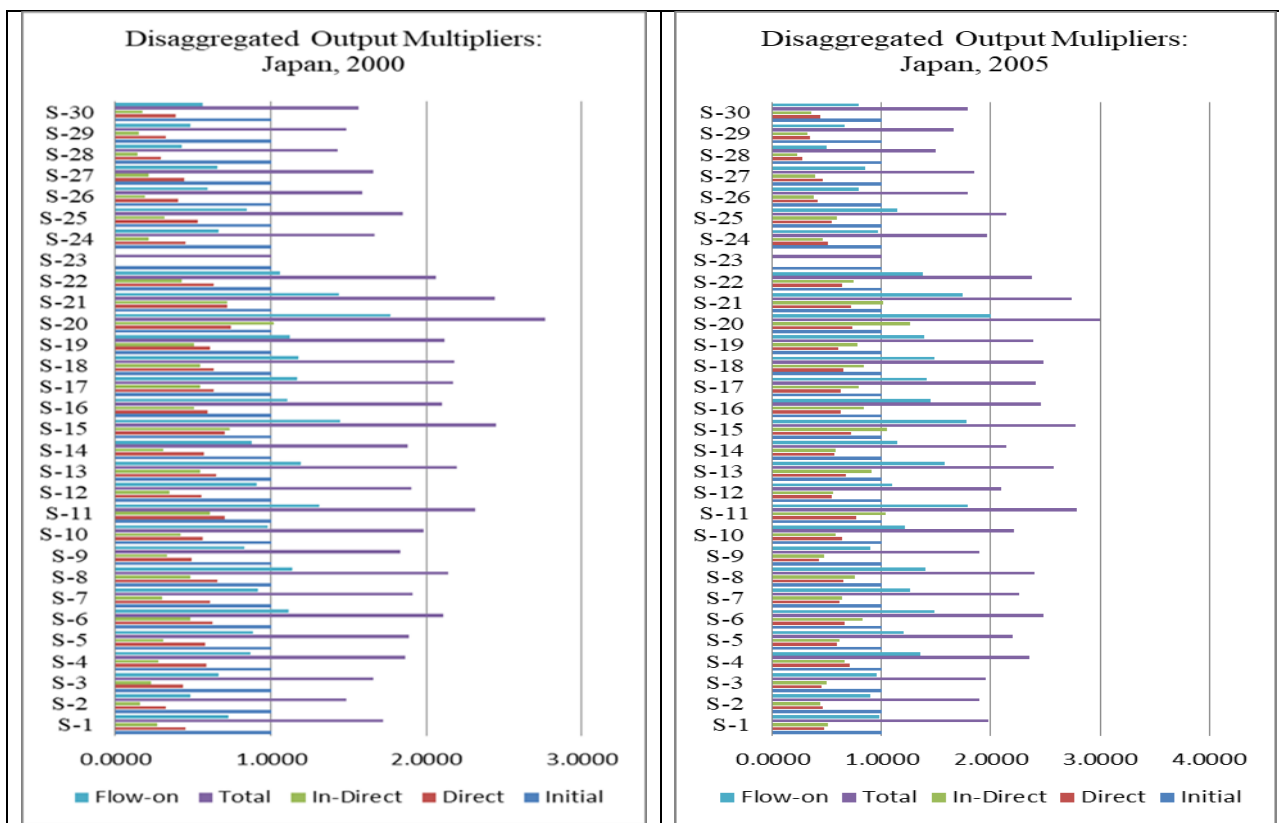 Disaggregated Output Multipliers:
Japan, 2000
S-30
S-29
S-28
S-27
S-26
S-25
S-24
S-23
S-22
S-21
S-20
S-19
S-18
S-17
S-16
S-15
S-14
S-13
S-12
S-11
S-10
S-9
S-8
S-7
S-6
S-5
S-4
S-3
S-2
S-1
0.0000 1.0000 2.0000 3.0000
Flow-on Total In-Direct Direct Initial
Disaggregated Output Mulipliers:
Japan, 2005
S-30
S-29
S-28
S-27
S-26
S-25
S-24
S-23
S-22
S-21
S-20
S-19
S-18
S-17
S-16
S-15
S-14
S-13
S-12
S-11
S-10
S-9
S-8
S-7
S-6
S-5
S-4
S-3
S-2
S-1
0.0000 1.0000 2.0000 3.0000 4.0000
Flow-on Total In-Direct Direct Initial